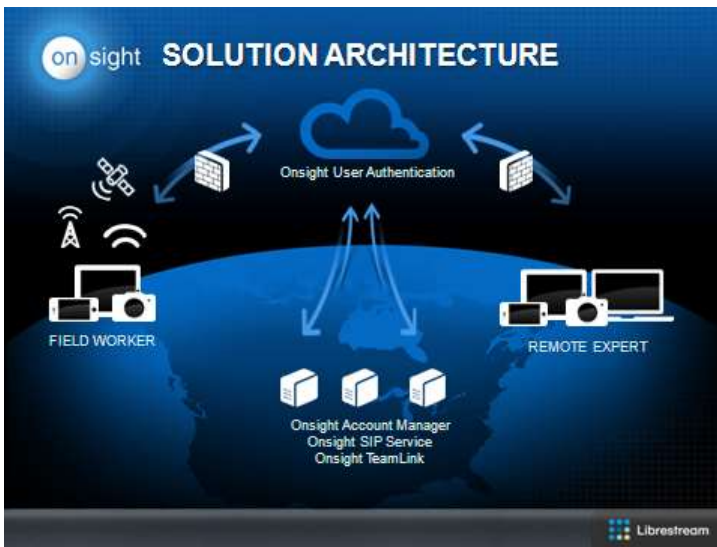 on sight SOLUTION ARCHITECTURE
Onsight User Authentication
FIELD WORKER
REMOTE EXPERT
Onsight Account Manager
Onsight SIP Service
Onsight TeamLink
Librestream